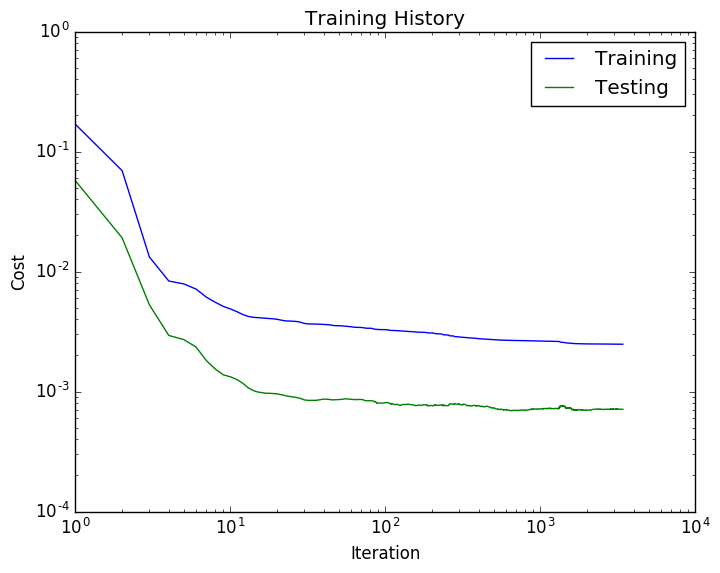 Training History
Training
Testing
Cost
10^0
10^-1
10^-2
10^-3
10^-4
10^0 10^1 10^2 10^3 10^4
Iteration